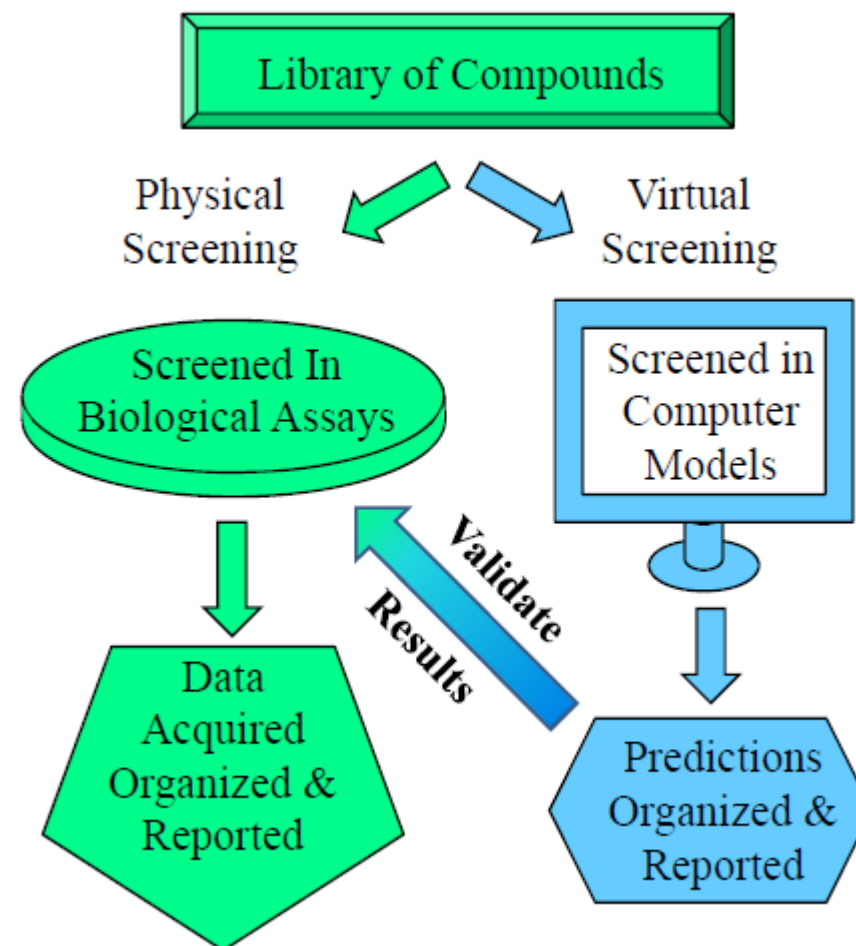 Library of Compounds
Physical
Screening
Virtual
Screening
Screened In
Biological Assays
Screened in
Computer
Models
Validate
Results
Data
Acquired
Organized &
Reported
Predictions
Organized &
Reported